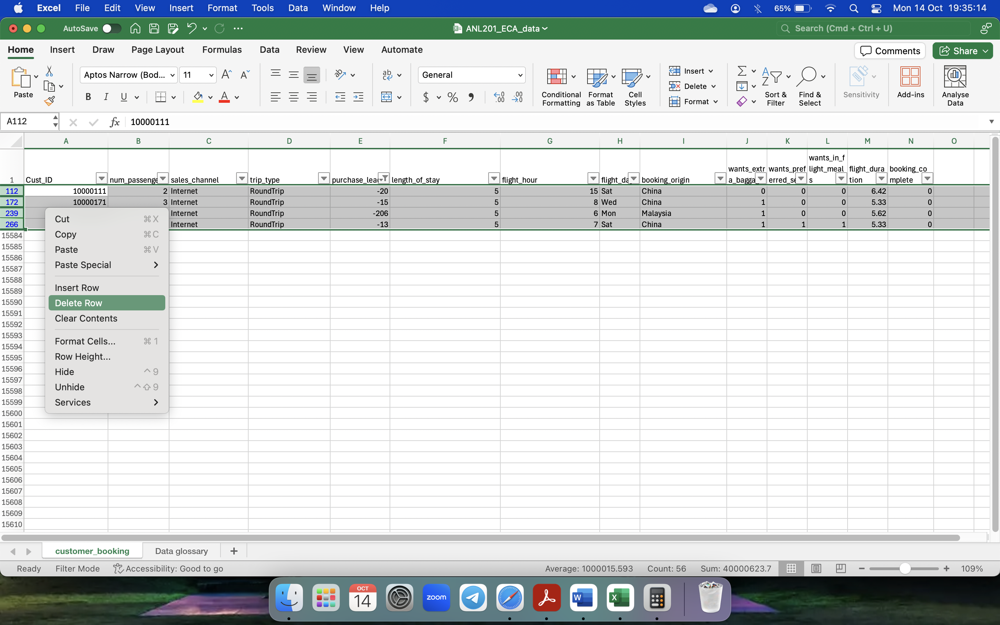 Excel File Edit View Insert Format Tools Data Window Help 65% Mon 14 Oct 19:35:14
AutoSave ANL201_ECA_data Search (Cmd + Ctrl + U)
Home Insert Draw Page Layout Formulas Data Review View Automate Comments Share
Paste Aptos Narrow (Bod... 11 General Conditional Formatting Format as Table Cell Styles Insert Delete Format Sort & Filter Find & Select Sensitivity Add-ins Analyse Data
A112 fx 10000111
A B C D E F G H I J K L M N O
1 Cust_ID num_passenge sales_channel trip_type purchase_lea length_of_stay flight_hour flight_da booking_origin wants_extra_bagga wants_preferred_se wants_in_flight_meals flight_duration booking_complete
112 10000111 2 Internet RoundTrip -20 5 15 Sat China 0 0 0 6.42 0
172 10000171 3 Internet RoundTrip -15 5 8 Wed China 1 0 0 5.33 0
239 Internet RoundTrip -206 5 6 Mon Malaysia 1 0 0 5.62 0
266 Internet RoundTrip -13 5 7 Sat China 1 1 1 5.33 0
15584
15585
15586
15587
15588
15589
15590
15591
15592
15593
15594
15595
15596
15597
15598
15599
15600
15601
15602
15603
15604
15605
15606
15607
15608
15609
15610
Cut ⌘X
Copy ⌘C
Paste ⌘V
Paste Special
Insert Row
Delete Row
Clear Contents
Format Cells... ⌘1
Row Height...
Hide ^9
Unhide ^⇧9
Services
customer_booking Data glossary +
Ready Filter Mode Accessibility: Good to go Average: 1000015.593 Count: 56 Sum: 40000623.7 109%
OCT
14
zoom
W
X